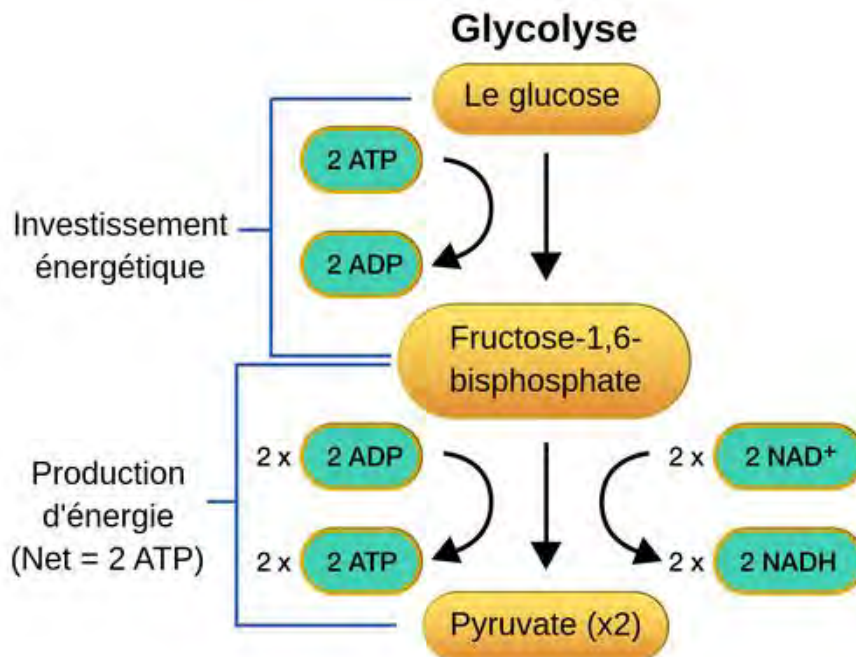 Glycolyse
Le glucose
2 ATP
Investissement
énergétique
2 ADP
Fructose-1,6-
bisphosphate
2 x 2 ADP
2 x 2 NAD⁺
Production
d'énergie
(Net = 2 ATP)
2 x 2 ATP
2 x 2 NADH
Pyruvate (x2)